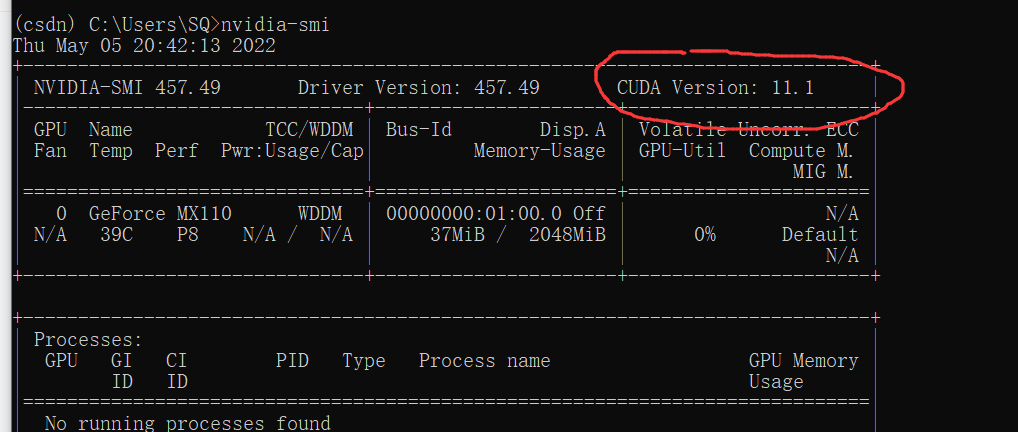 (csdn) C:\Users\SQ>nvidia-smi
Thu May 05 20:42:13 2022
NVIDIA-SMI 457.49 Driver Version: 457.49 CUDA Version: 11.1
GPU Name TCC/WDDM | Bus-Id Disp.A | Volatile Uncorr. ECC
Fan Temp Perf Pwr:Usage/Cap | Memory-Usage | GPU-Util Compute M.
MIG M.
0 GeForce MX110 WDDM | 00000000:01:00.0 Off | N/A
N/A 39C P8 N/A / N/A | 37MiB / 2048MiB | 0% Default
N/A
Processes:
GPU GI CI PID Type Process name GPU Memory
ID ID Usage
No running processes found